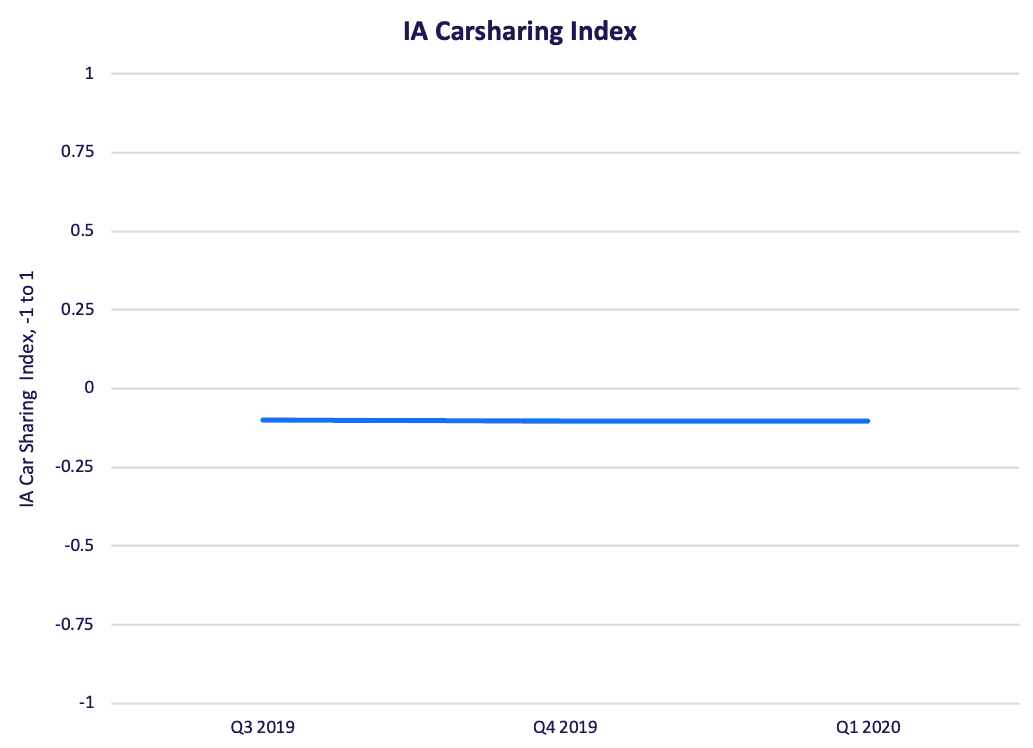 IA Carsharing Index
IA Car Sharing Index, -1 to 1
1
0.75
0.5
0.25
0
-0.25
-0.5
-0.75
-1
Q3 2019
Q4 2019
Q1 2020